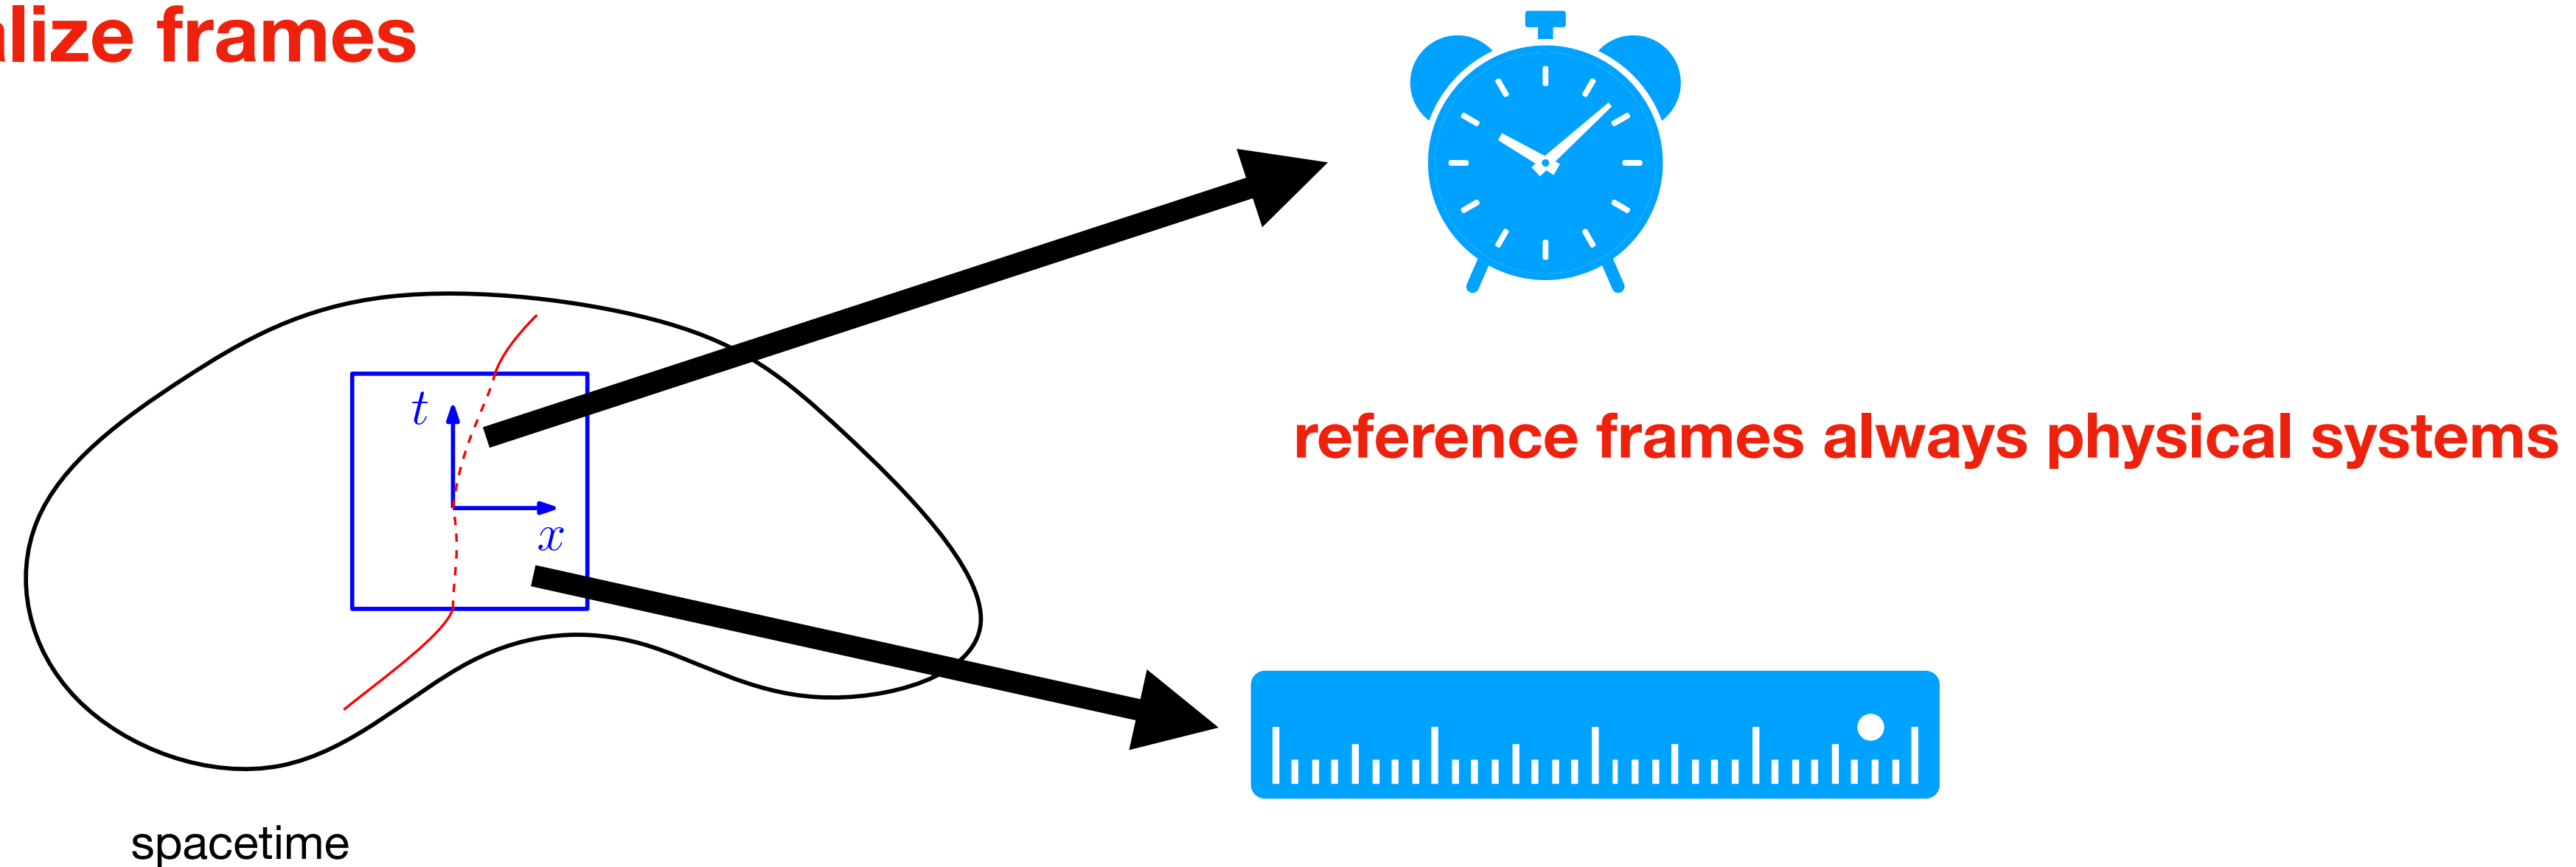 alize frames
t
reference frames always physical systems
x
spacetime